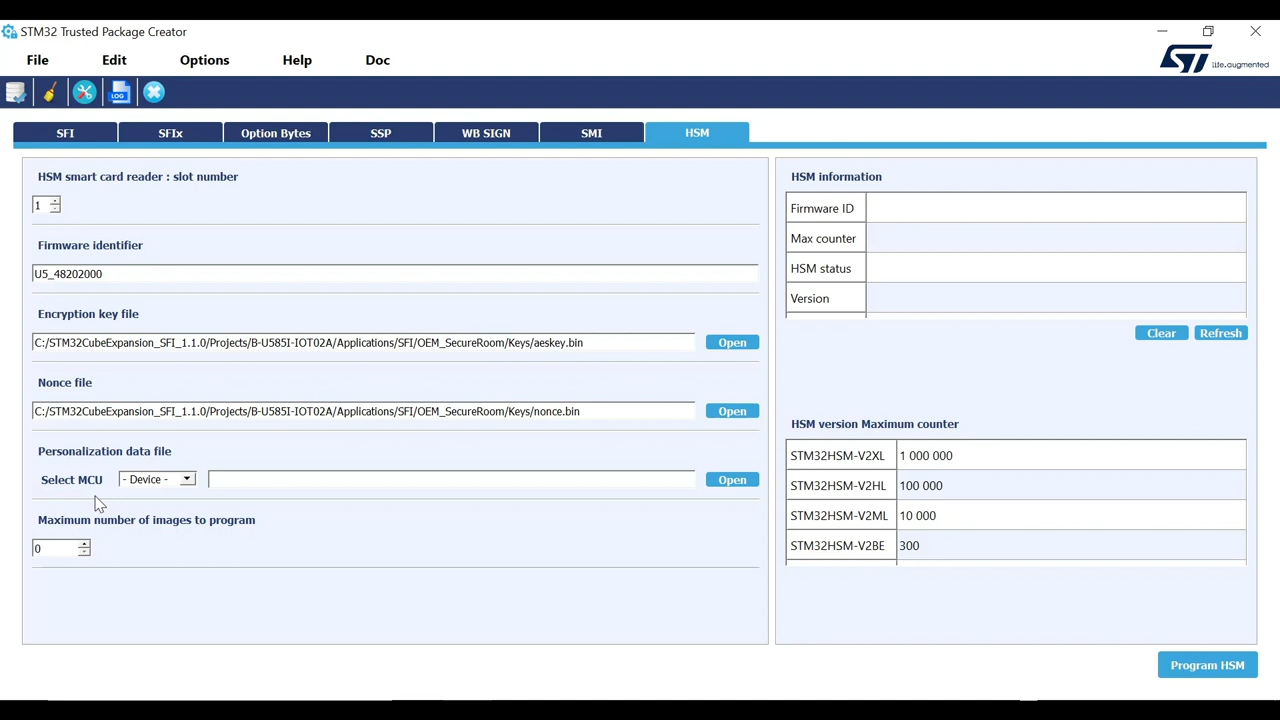 STM32 Trusted Package Creator
File Edit Options Help Doc
ST life.augmented
LOG
SFI SFIx Option Bytes SSP WB SIGN SMI HSM
HSM smart card reader : slot number
1
Firmware identifier
U5_48202000
Encryption key file
C:/STM32CubeExpansion_SFI_1.1.0/Projects/B-U585I-IOT02A/Applications/SFI/OEM_SecureRoom/Keys/aeskey.bin Open
Nonce file
C:/STM32CubeExpansion_SFI_1.1.0/Projects/B-U585I-IOT02A/Applications/SFI/OEM_SecureRoom/Keys/nonce.bin Open
Personalization data file
Select MCU - Device - Open
Maximum number of images to program
0
HSM information
Firmware ID
Max counter
HSM status
Version
Clear Refresh
HSM version Maximum counter
STM32HSM-V2XL 1 000 000
STM32HSM-V2HL 100 000
STM32HSM-V2ML 10 000
STM32HSM-V2BE 300
Program HSM